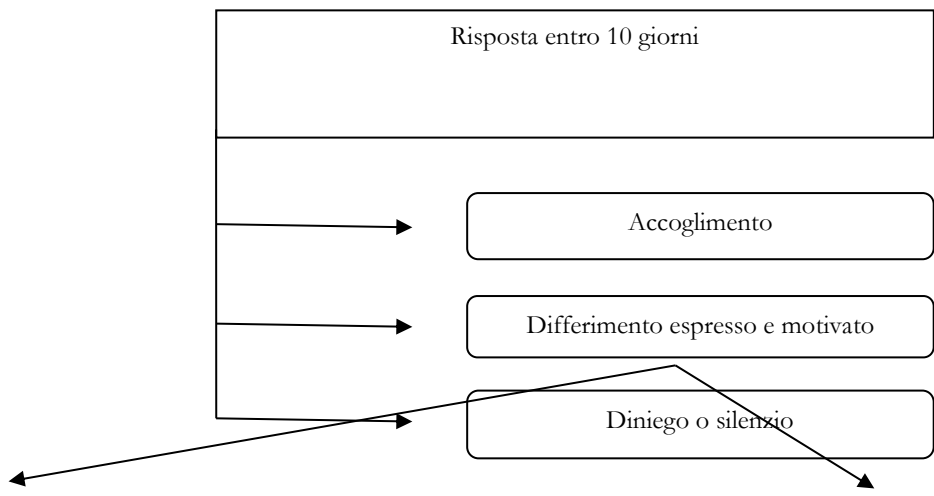 Risposta entro 10 giorni
Accoglimento
Differimento espresso e motivato
Diniego o silenzio